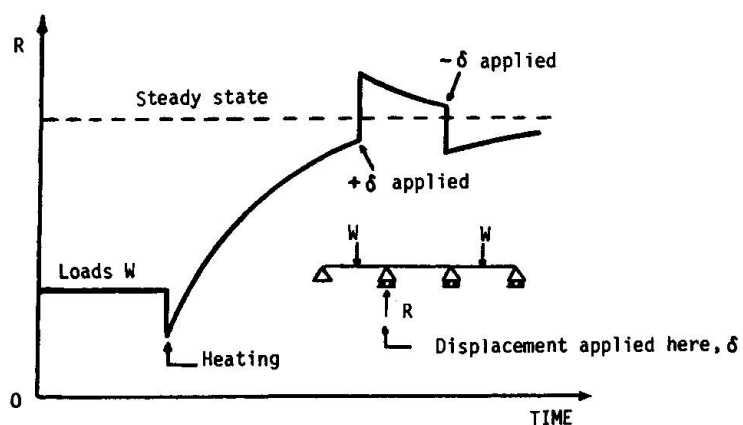 R
− δ applied
Steady state
+ δ applied
W
W
Loads W
R
Heating
Displacement applied here, δ
0
TIME